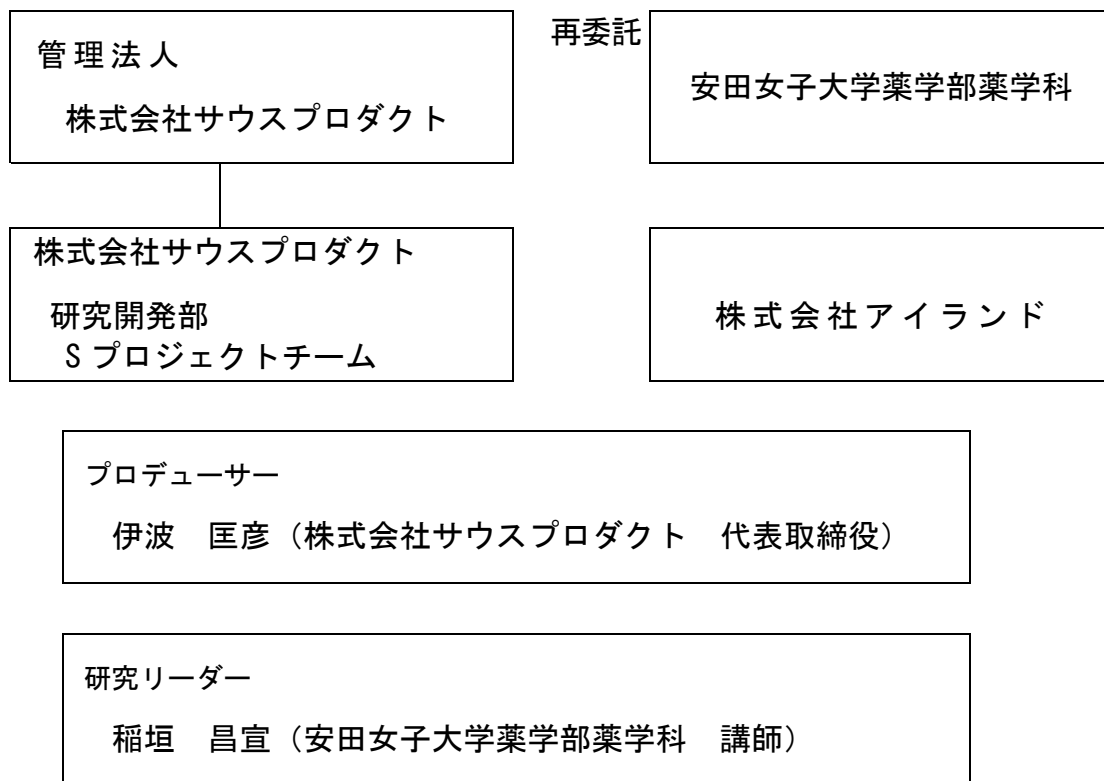 管理法人
株式会社サウスプロダクト
再委託
安田女子大学薬学部薬学科
株式会社サウスプロダクト
研究開発部
Sプロジェクトチーム
株式会社アイランド
プロデューサー
伊波　匡彦（株式会社サウスプロダクト　代表取締役）
研究リーダー
稲垣　昌宣（安田女子大学薬学部薬学科　講師）